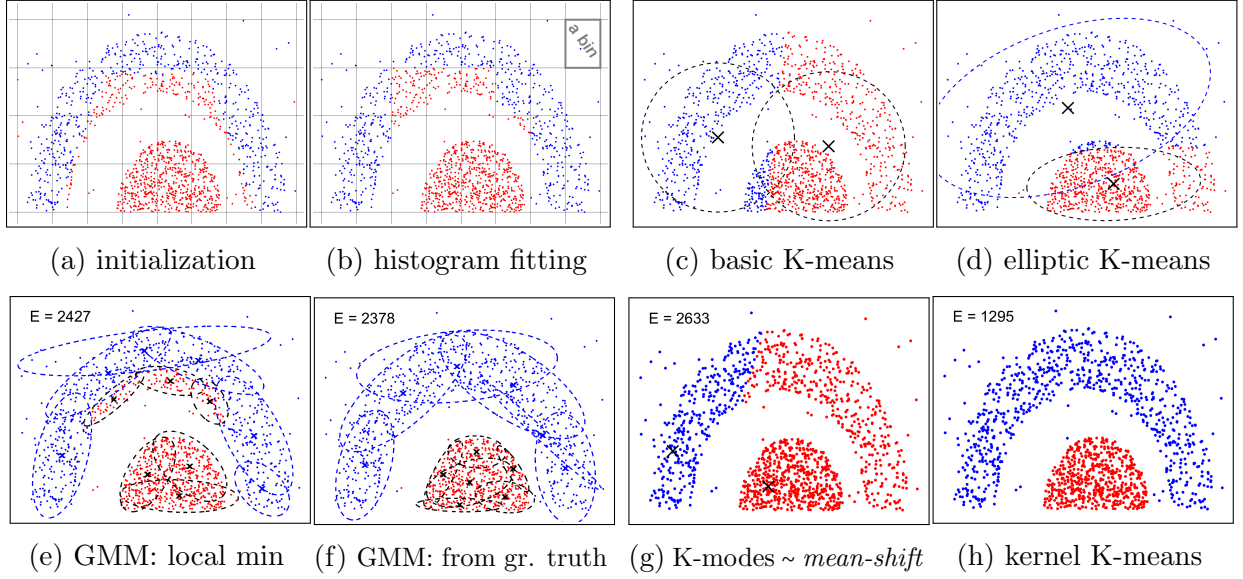 a bin
(a) initialization
(b) histogram fitting
(c) basic K-means
(d) elliptic K-means
E = 2427
E = 2378
E = 2633
E = 1295
(e) GMM: local min
(f) GMM: from gr. truth
(g) K-modes ~ mean-shift
(h) kernel K-means